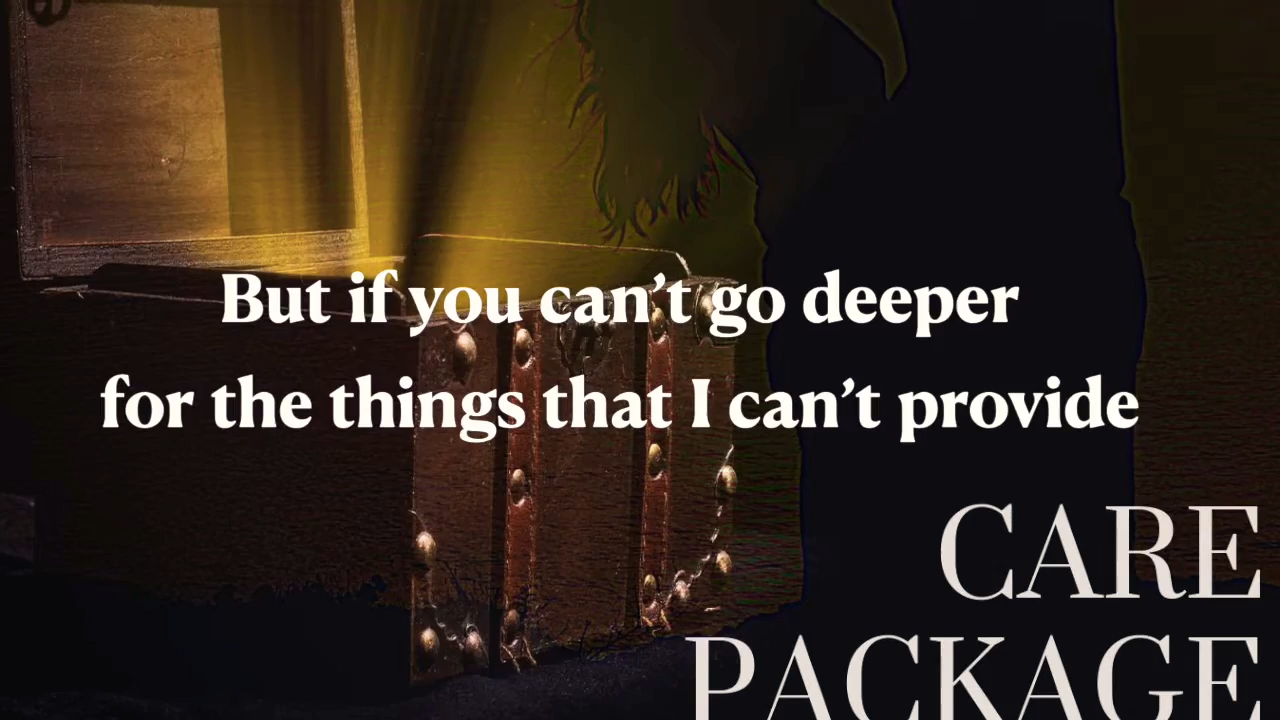 But if you can’t go deeper
for the things that I can’t provide
CARE
PACKAGE